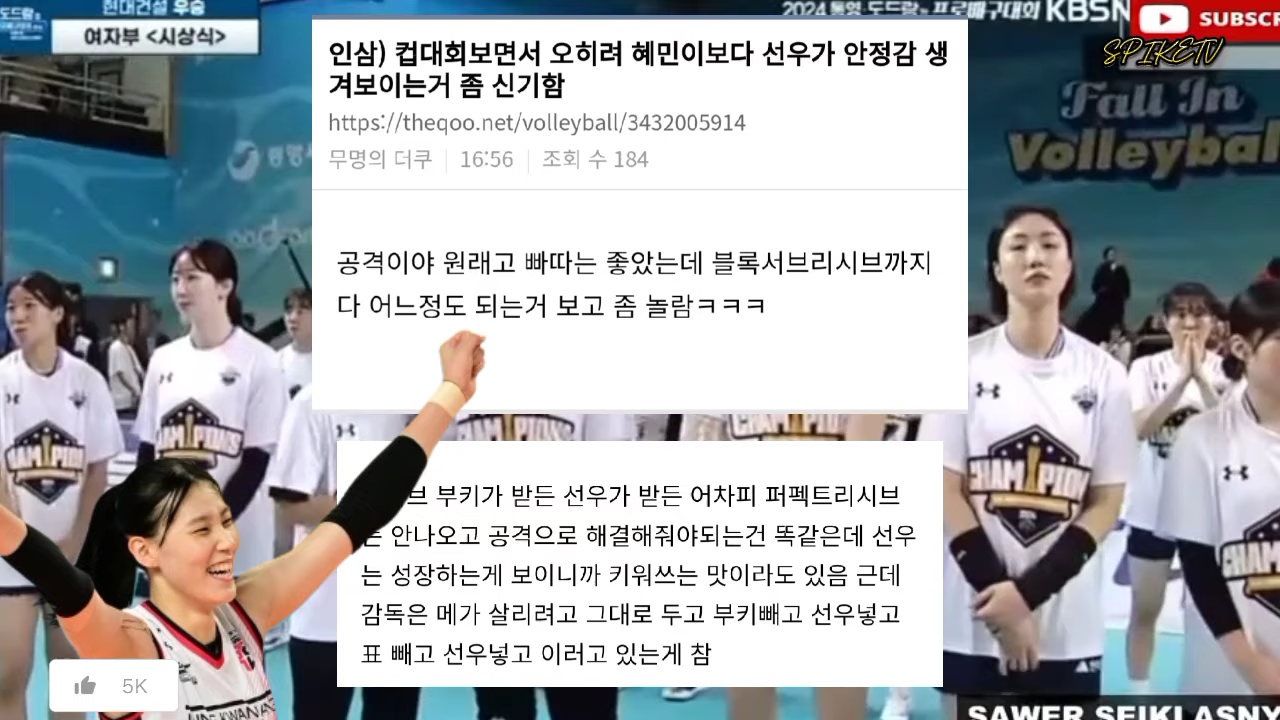 현대건설 우승
여자부 <시상식>
2024 통영·도드람컵 프로배구대회 KBSN
SUBSCR
SPIKETV
Fall In
Volleybal
인삼) 컵대회보면서 오히려 혜민이보다 선우가 안정감 생
겨보이는거 좀 신기함
https://theqoo.net/volleyball/3432005914
무명의 더쿠 16:56 조회 수 184
공격이야 원래고 빠따는 좋았는데 블록서브리시브까지
다 어느정도 되는거 보고 좀 놀람ㅋㅋㅋ
브 부키가 받든 선우가 받든 어차피 퍼펙트리시브
는 안나오고 공격으로 해결해줘야되는건 똑같은데 선우
는 성장하는게 보이니까 키워쓰는 맛이라도 있음 근데
감독은 메가 살리려고 그대로 두고 부키빼고 선우넣고
표 빼고 선우넣고 이러고 있는게 참
CHAMPION
CHAMPIONS
CHAMPION
5K
SAWER SEIKLASNY